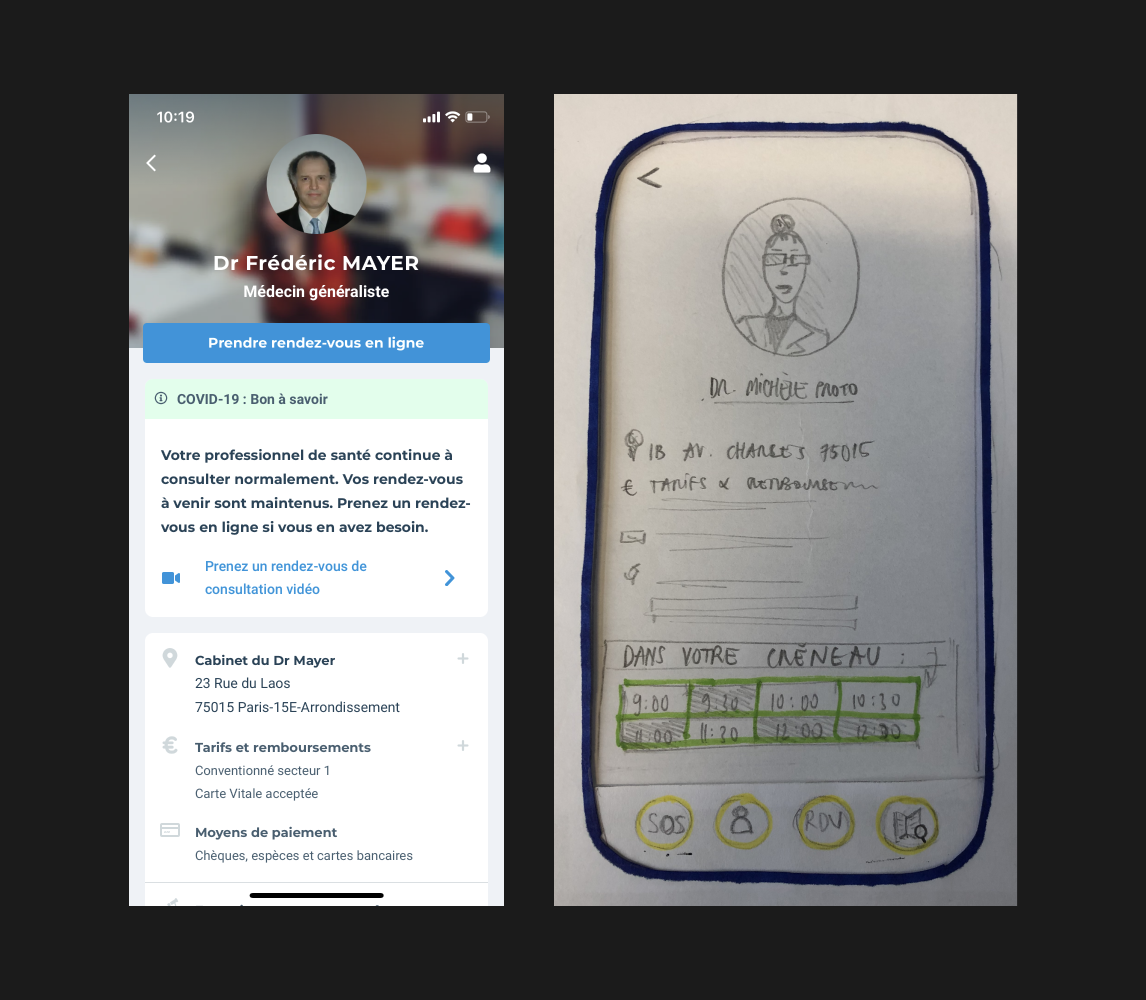 10:19
Dr Frédéric MAYER
Médecin généraliste
Prendre rendez-vous en ligne
COVID-19 : Bon à savoir
Votre professionnel de santé continue à
consulter normalement. Vos rendez-vous
à venir sont maintenus. Prenez un rendez-
vous en ligne si vous en avez besoin.
Prenez un rendez-vous de
consultation vidéo
Cabinet du Dr Mayer
23 Rue du Laos
75015 Paris-15E-Arrondissement
€ Tarifs et remboursements
Conventionné secteur 1
Carte Vitale acceptée
Moyens de paiement
Chèques, espèces et cartes bancaires
DR. MICHÈLE PROTO
18 AV. CHARLES 75015
€ TARIFS &
DANS VOTRE CRÉNEAU :
9:00 9:30 10:00 10:30
11:00 11:30 12:00 12:30
SOS RDV